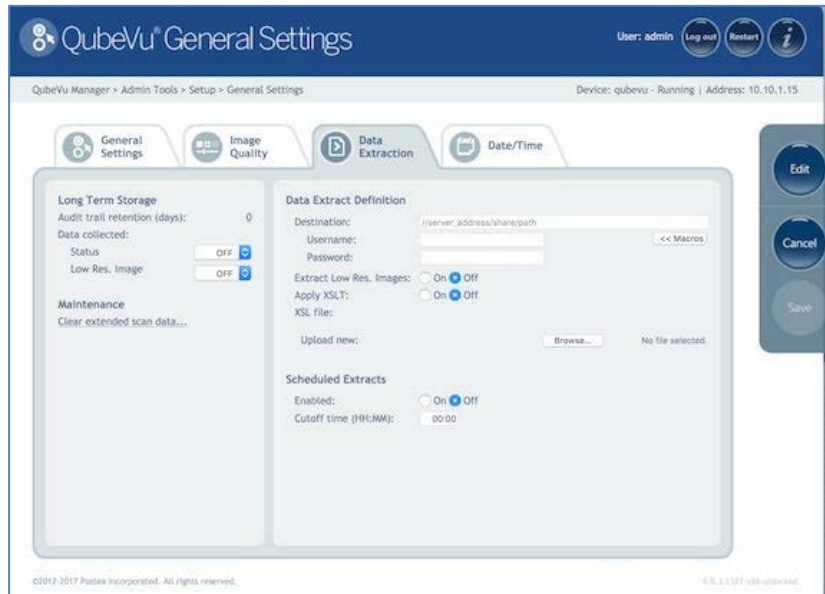 QubeVu® General Settings
User: admin
Log out
Restart
i
QubeVu Manager > Admin Tools > Setup > General Settings
Device: qubevu - Running | Address: 10.10.1.15
General Settings
Image Quality
Data Extraction
Date/Time
Edit
Cancel
Save
Long Term Storage
Audit trail retention (days): 0
Data collected:
Status OFF
Low Res. Image OFF
Maintenance
Clear extended scan data...
Data Extract Definition
Destination: //server_address/share/path
Username: << Macros
Password:
Extract Low Res. Images: On Off
Apply XSLT: On Off
XSL file:
Upload new: Browse... No file selected.
Scheduled Extracts
Enabled: On Off
Cutoff time (HH:MM): 00:00
©2012-2017 Postea Incorporated. All rights reserved.